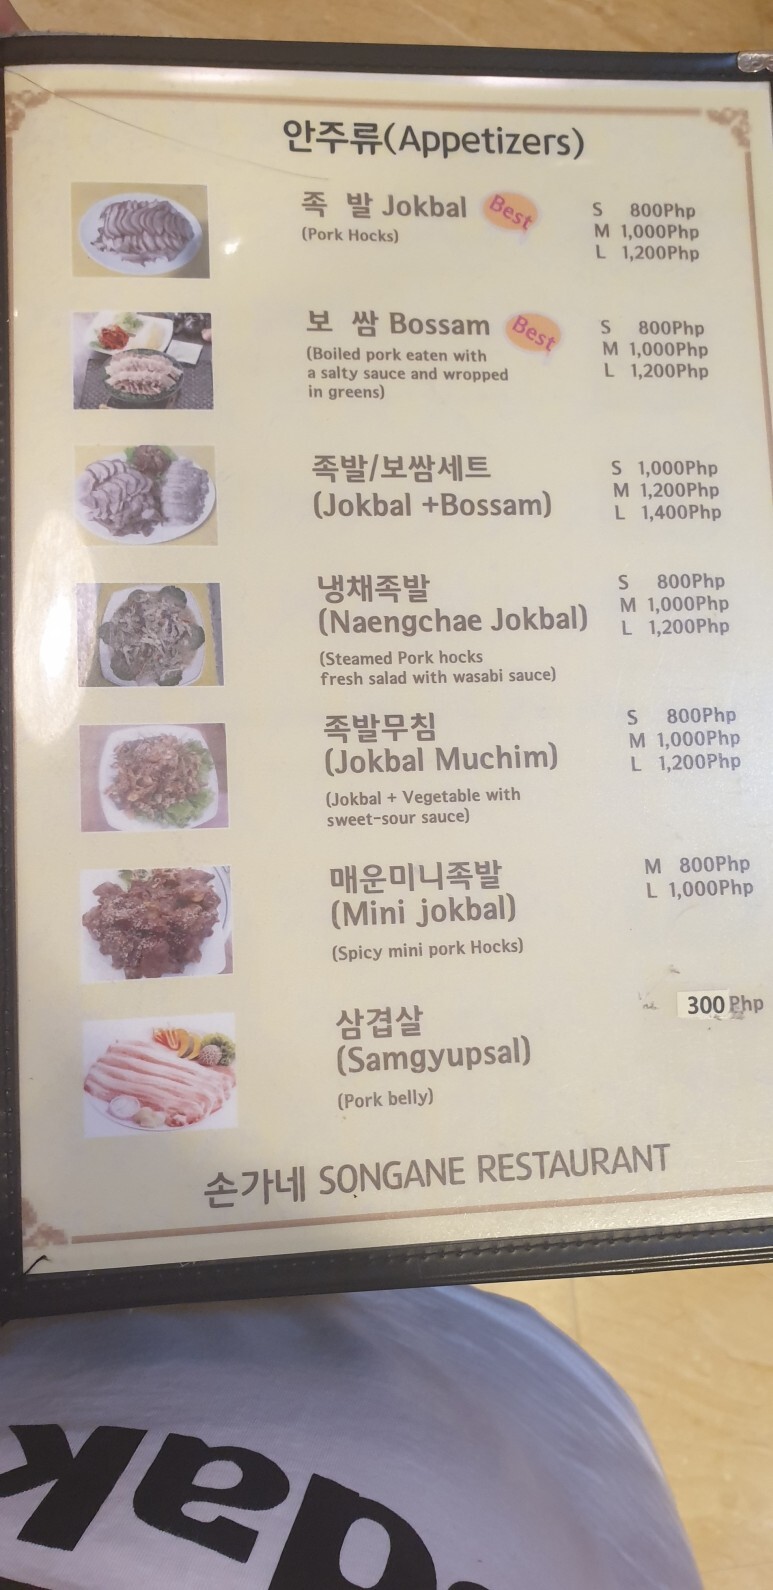 안주류(Appetizers)
족 발 Jokbal Best
(Pork Hocks)
S 800Php
M 1,000Php
L 1,200Php
보 쌈 Bossam Best
(Boiled pork eaten with
a salty sauce and wropped
in greens)
S 800Php
M 1,000Php
L 1,200Php
족발/보쌈세트
(Jokbal +Bossam)
S 1,000Php
M 1,200Php
L 1,400Php
냉채족발
(Naengchae Jokbal)
(Steamed Pork hocks
fresh salad with wasabi sauce)
S 800Php
M 1,000Php
L 1,200Php
족발무침
(Jokbal Muchim)
(Jokbal + Vegetable with
sweet-sour sauce)
S 800Php
M 1,000Php
L 1,200Php
매운미니족발
(Mini jokbal)
(Spicy mini pork Hocks)
M 800Php
L 1,000Php
삼겹살
(Samgyupsal)
(Pork belly)
300 Php
손가네 SONGANE RESTAURANT
dak